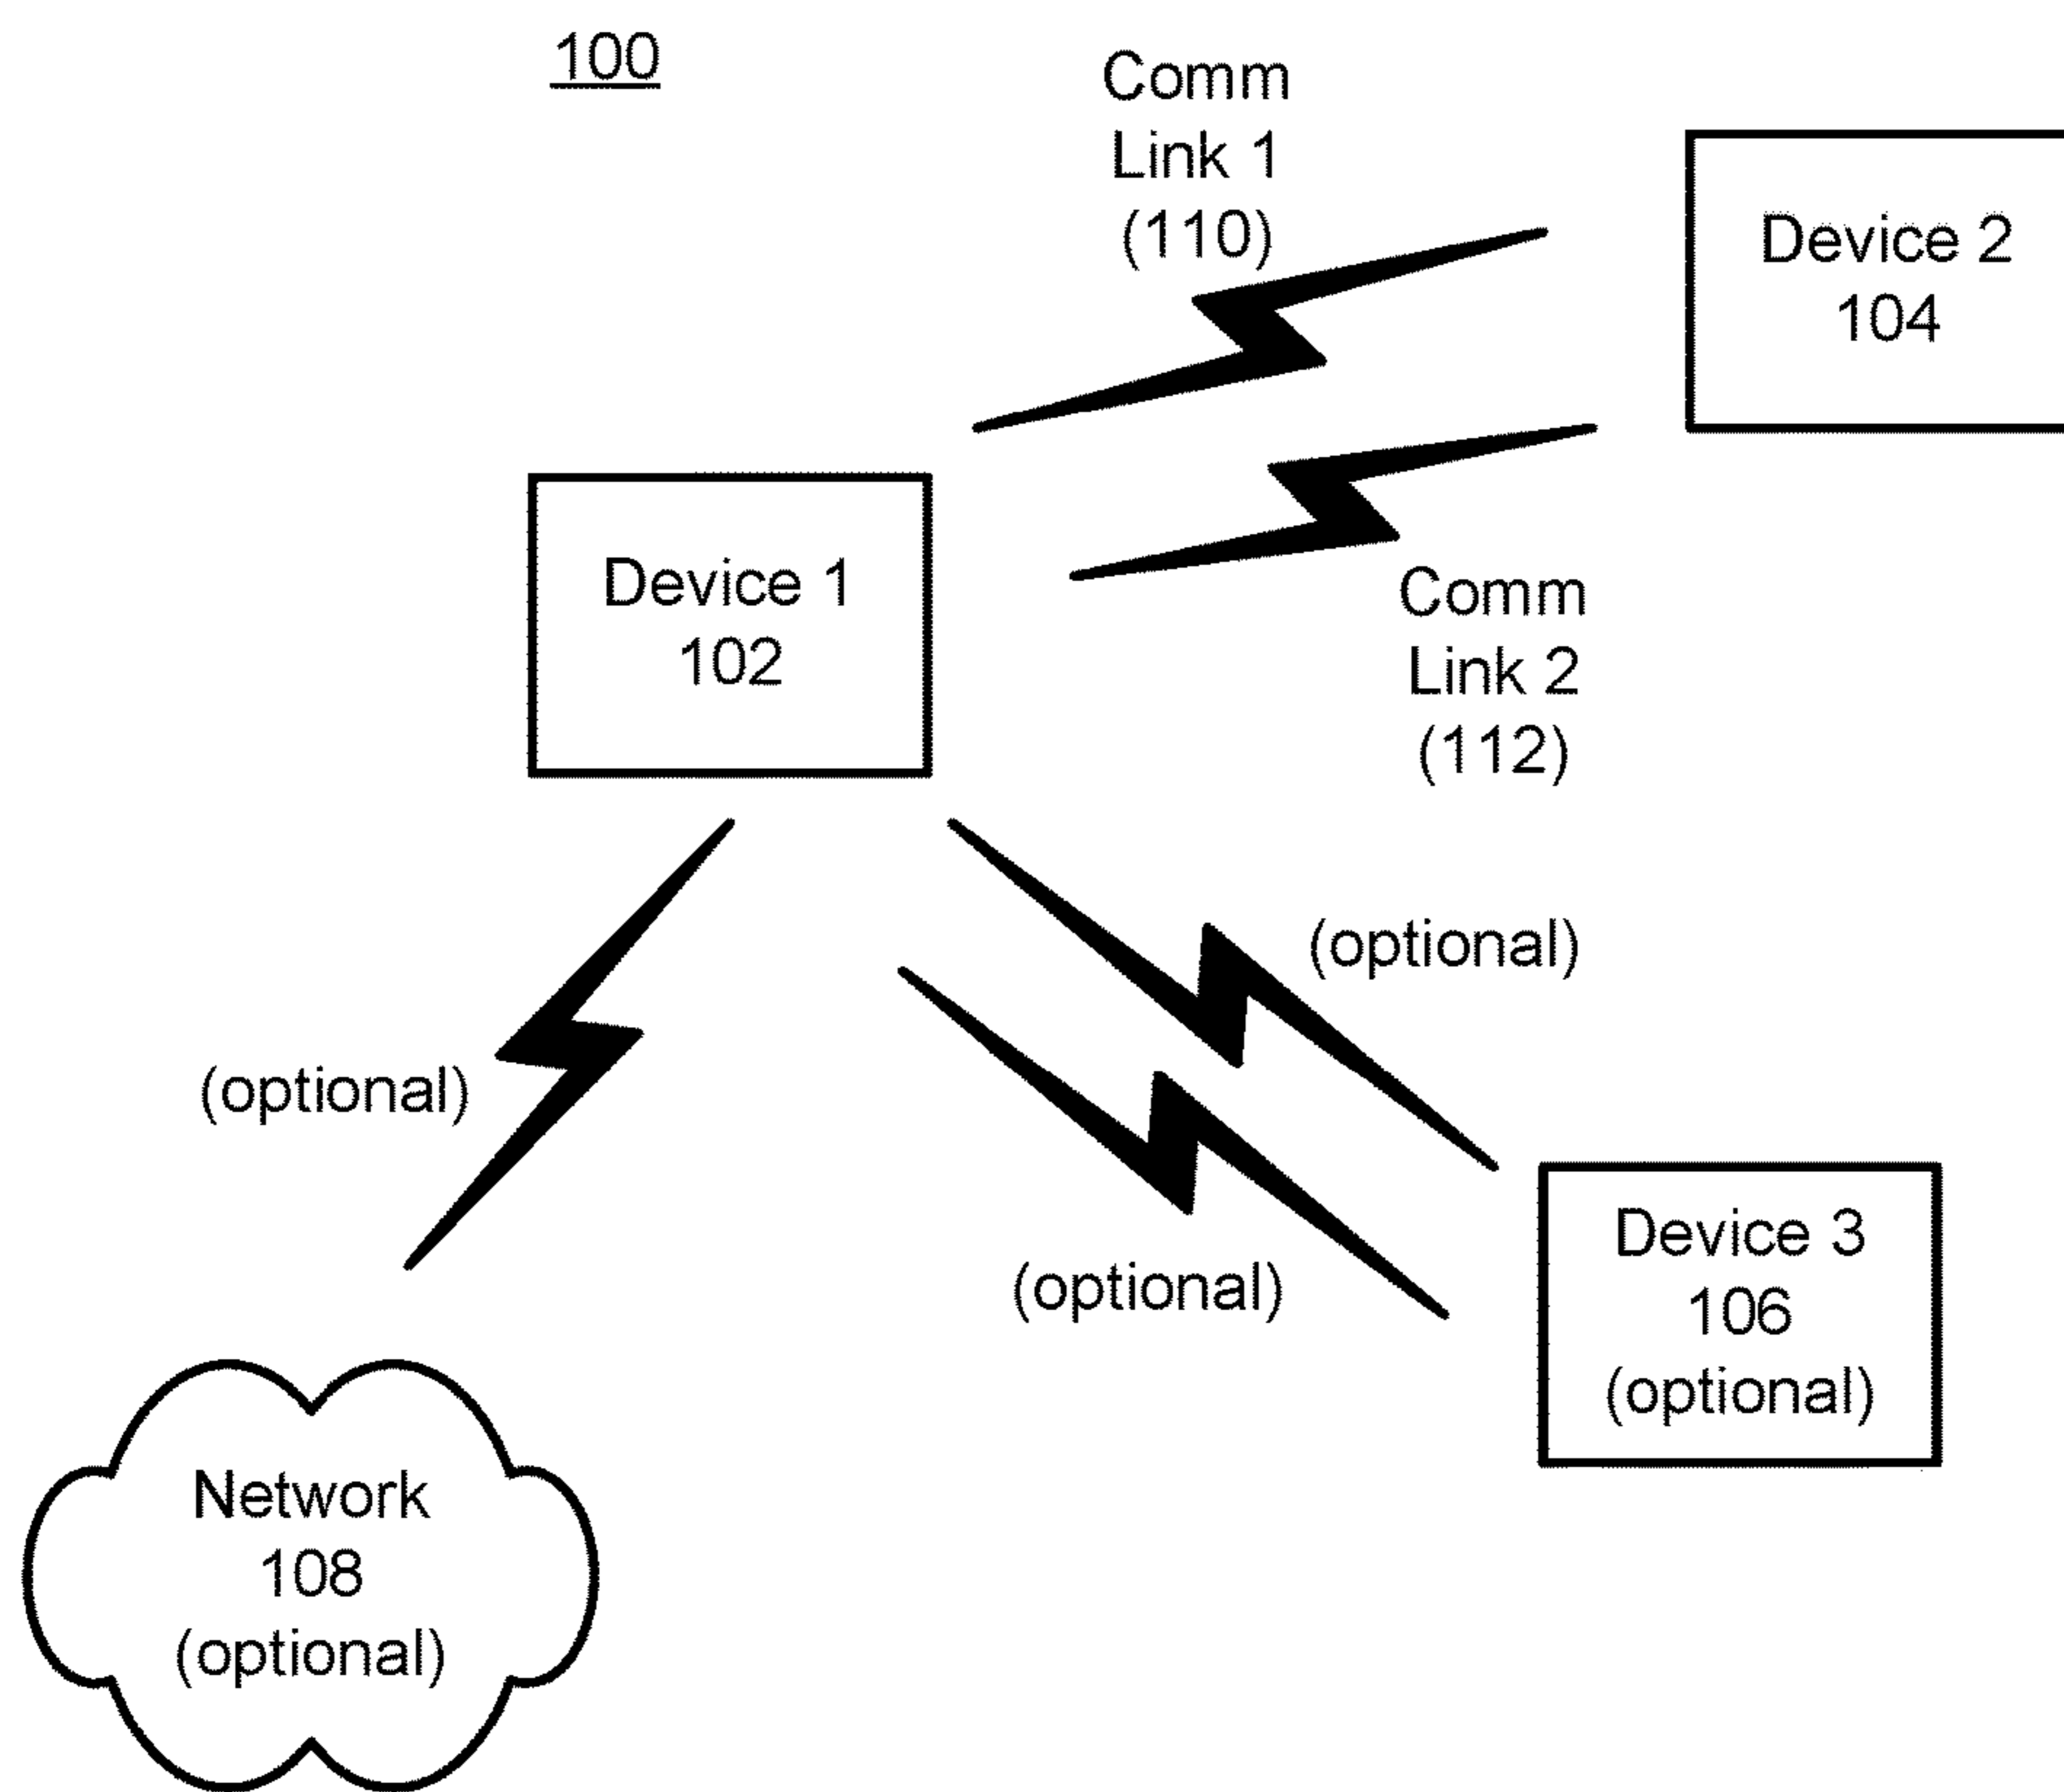 100
Comm
Link 1
(110)
Device 2
104
Device 1
102
Comm
Link 2
(112)
(optional)
(optional)
(optional)
Device 3
106
(optional)
Network
108
(optional)